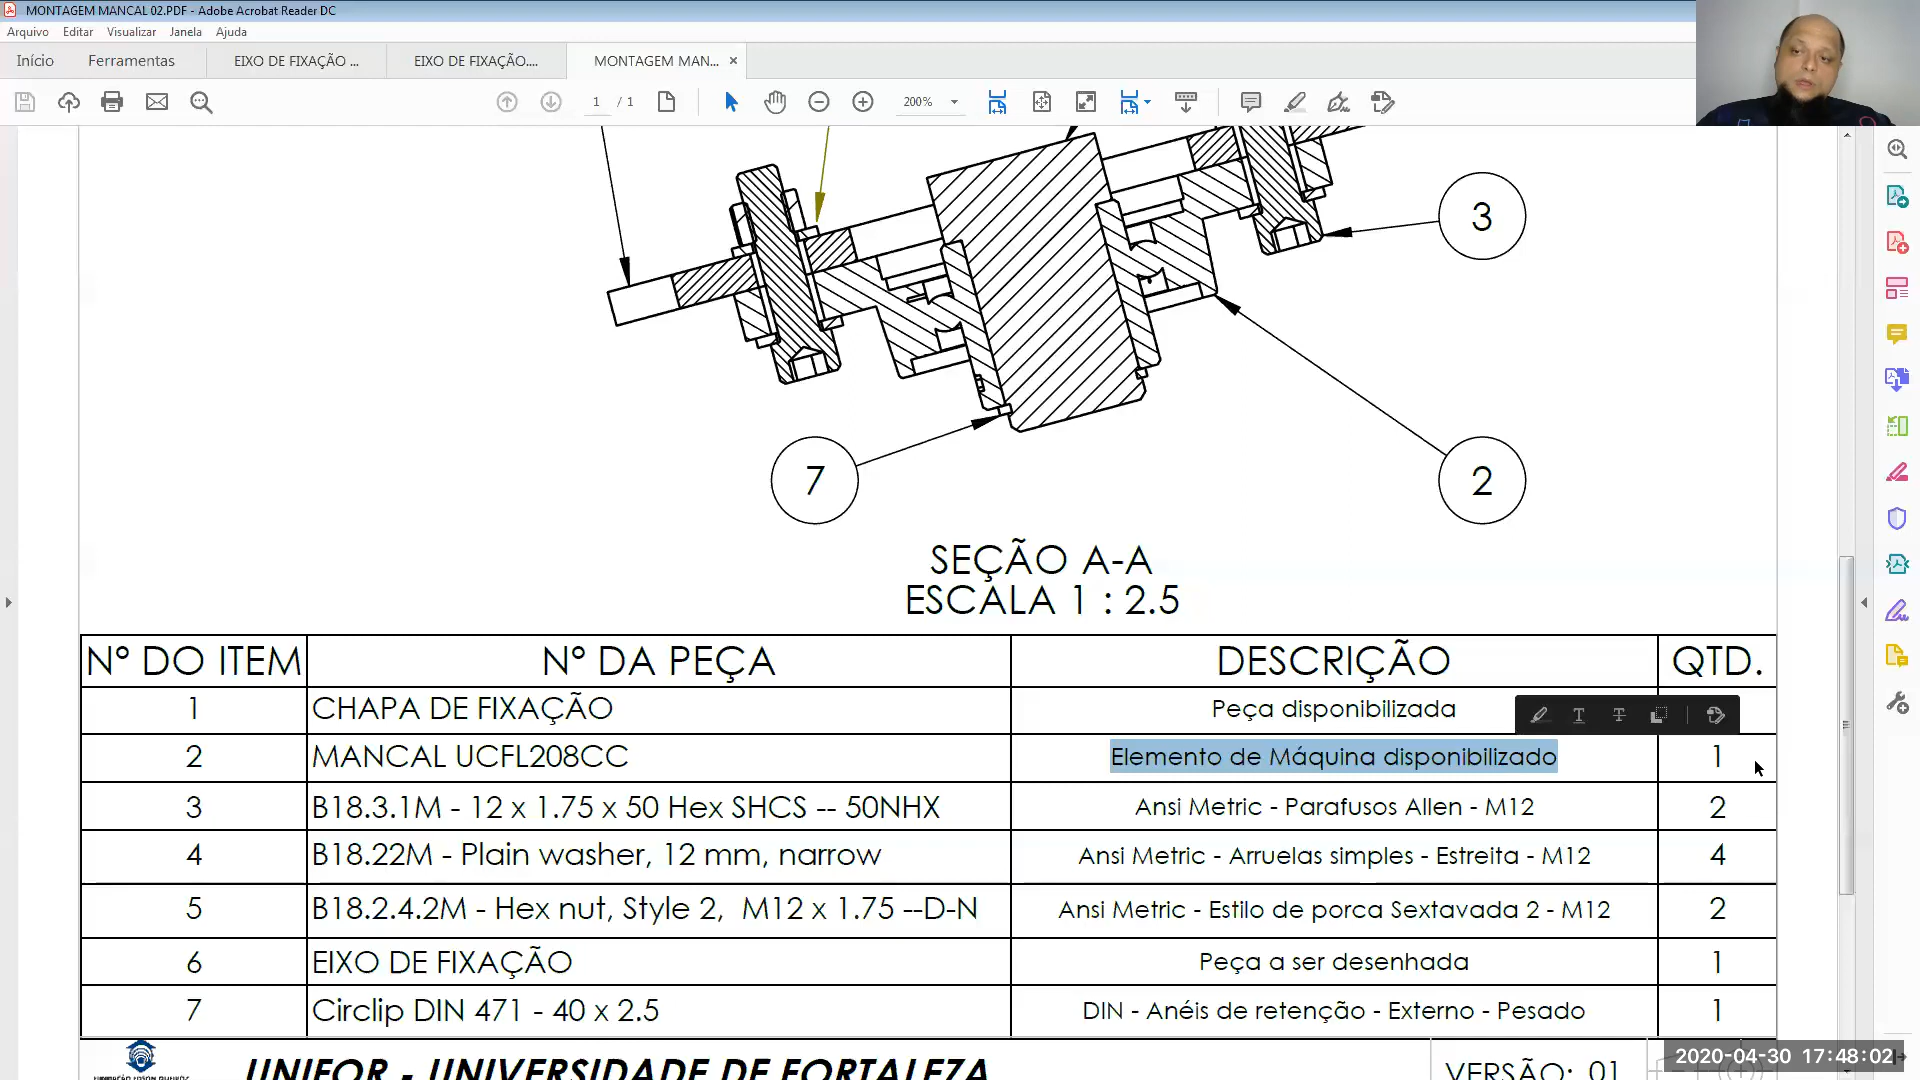 MONTAGEM MANCAL 02.PDF - Adobe Acrobat Reader DC
Arquivo Editar Visualizar Janela Ajuda
Início Ferramentas EIXO DE FIXAÇÃO ... EIXO DE FIXAÇÃO.... MONTAGEM MAN... ×
1 / 1 200%
3
7
2
SEÇÃO A-A
ESCALA 1 : 2.5
N° DO ITEM N° DA PEÇA DESCRIÇÃO QTD.
1 CHAPA DE FIXAÇÃO Peça disponibilizada
2 MANCAL UCFL208CC Elemento de Máquina disponibilizado 1
3 B18.3.1M - 12 x 1.75 x 50 Hex SHCS -- 50NHX Ansi Metric - Parafusos Allen - M12 2
4 B18.22M - Plain washer, 12 mm, narrow Ansi Metric - Arruelas simples - Estreita - M12 4
5 B18.2.4.2M - Hex nut, Style 2, M12 x 1.75 --D-N Ansi Metric - Estilo de porca Sextavada 2 - M12 2
6 EIXO DE FIXAÇÃO Peça a ser desenhada 1
7 Circlip DIN 471 - 40 x 2.5 DIN - Anéis de retenção - Externo - Pesado 1
UNIFOR - UNIVERSIDADE DE FORTALEZA VERSÃO: 01
2020-04-30 17:48:02